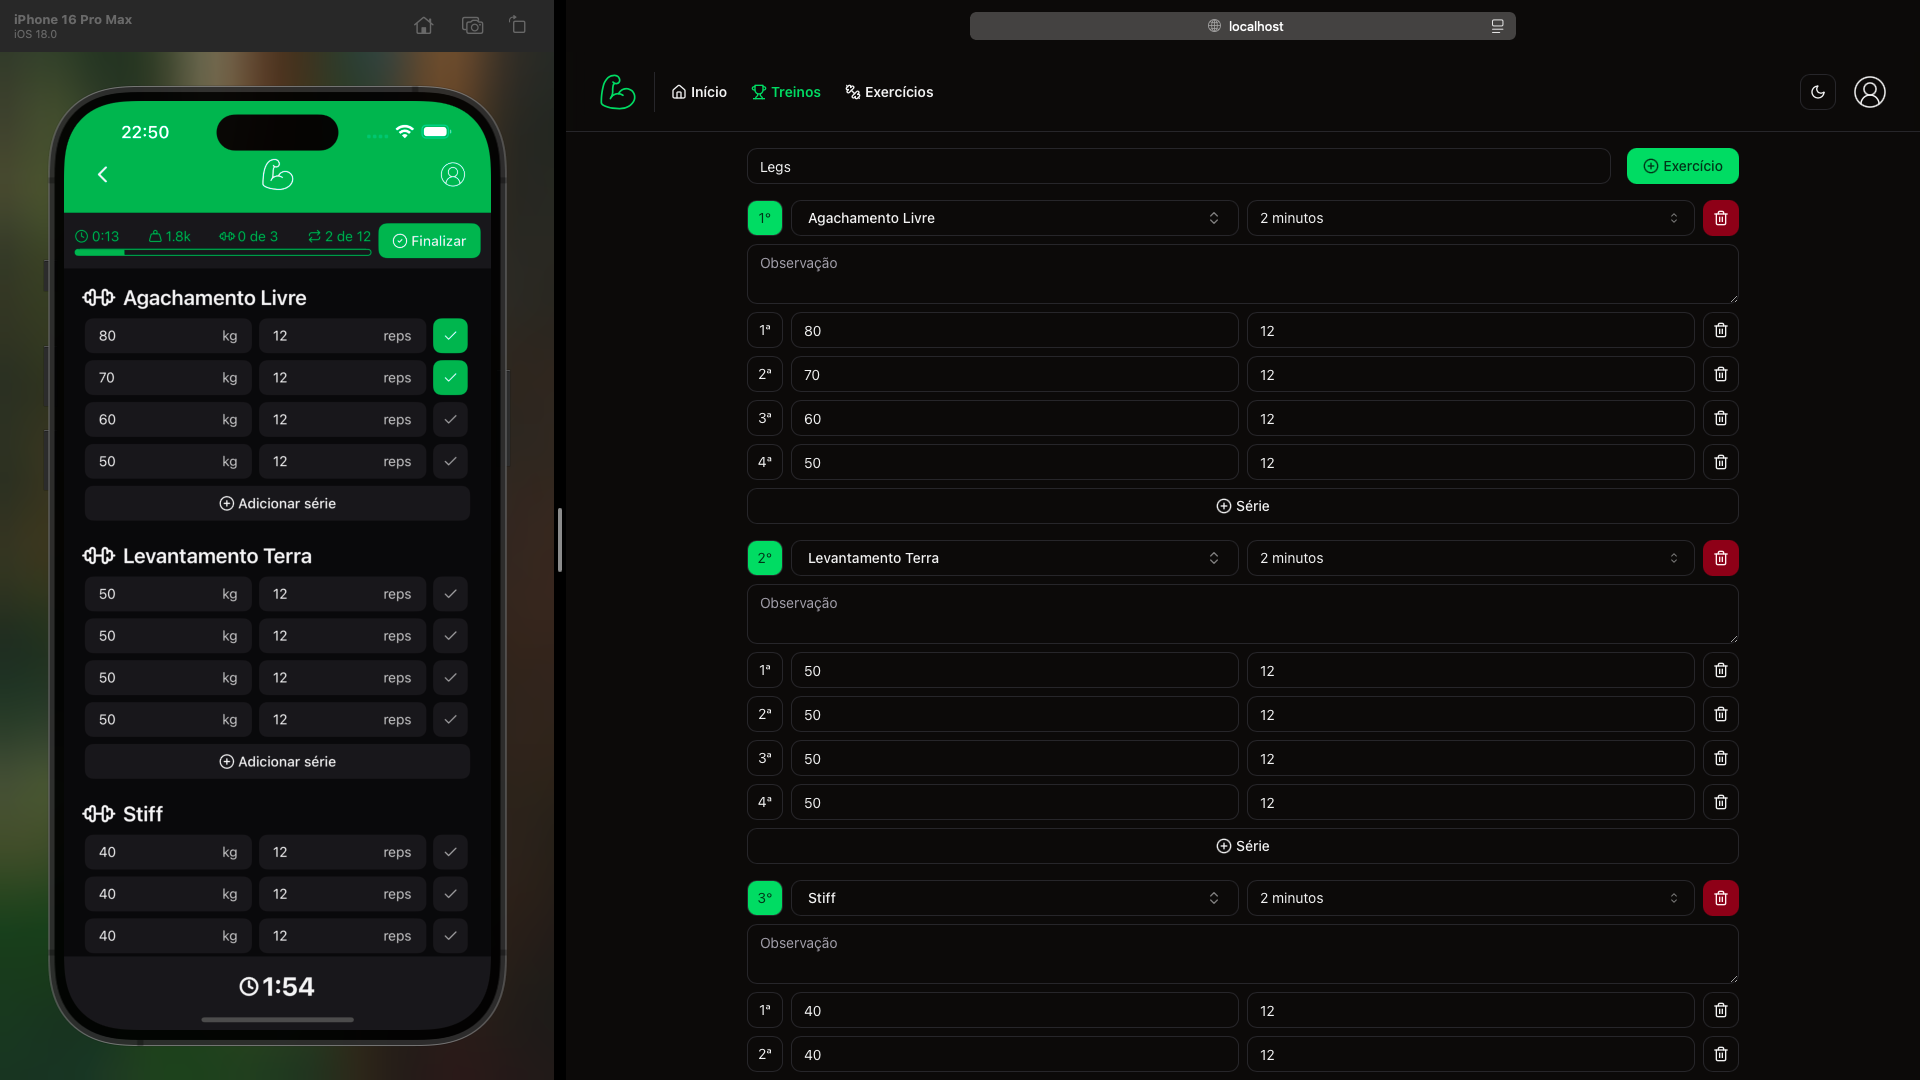 iPhone 16 Pro Max
iOS 18.0
22:50
0:13 1.8k 0 de 3 2 de 12 Finalizar
Agachamento Livre
80 kg 12 reps
70 kg 12 reps
60 kg 12 reps
50 kg 12 reps
Adicionar série
Levantamento Terra
50 kg 12 reps
50 kg 12 reps
50 kg 12 reps
50 kg 12 reps
Adicionar série
Stiff
40 kg 12 reps
40 kg 12 reps
40 kg 12 reps
1:54
localhost
Início Treinos Exercícios
Legs Exercício
1º Agachamento Livre 2 minutos
Observação
1ª 80 12
2ª 70 12
3ª 60 12
4ª 50 12
Série
2º Levantamento Terra 2 minutos
Observação
1ª 50 12
2ª 50 12
3ª 50 12
4ª 50 12
Série
3º Stiff 2 minutos
Observação
1ª 40 12
2ª 40 12